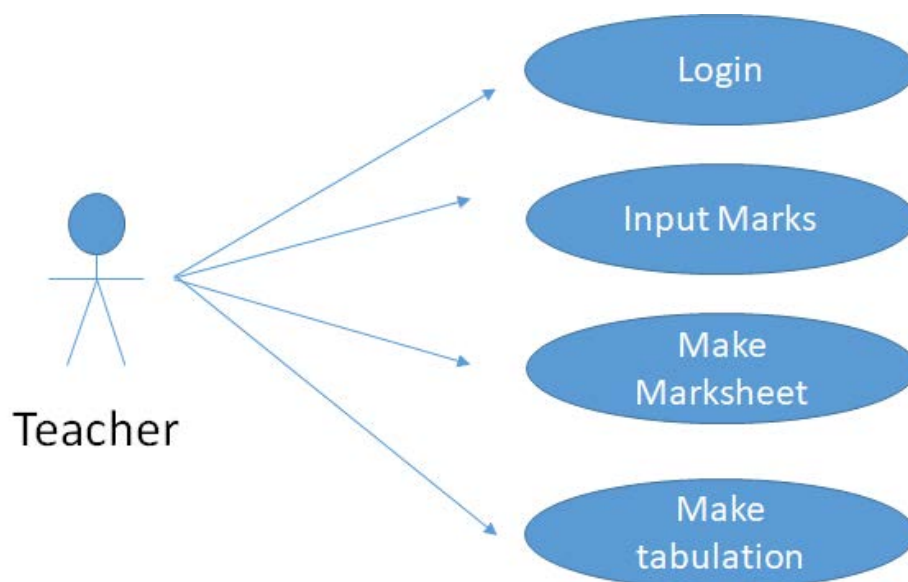 Login
Input Marks
Make
Marksheet
Teacher
Make
tabulation